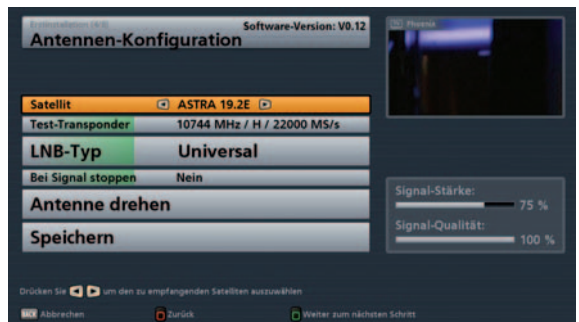 Erstinstallation (4/8)
Software-Version: V0.12
Antennen-Konfiguration
Phoenix
Satellit ASTRA 19.2E
Test-Transponder 10744 MHz / H / 22000 MS/s
LNB-Typ Universal
Bei Signal stoppen Nein
Antenne drehen
Speichern
Signal-Stärke:
75 %
Signal-Qualität:
100 %
Drücken Sie um den zu empfangenden Satelliten auszuwählen
BACK Abbrechen Zurück Weiter zum nächsten Schritt